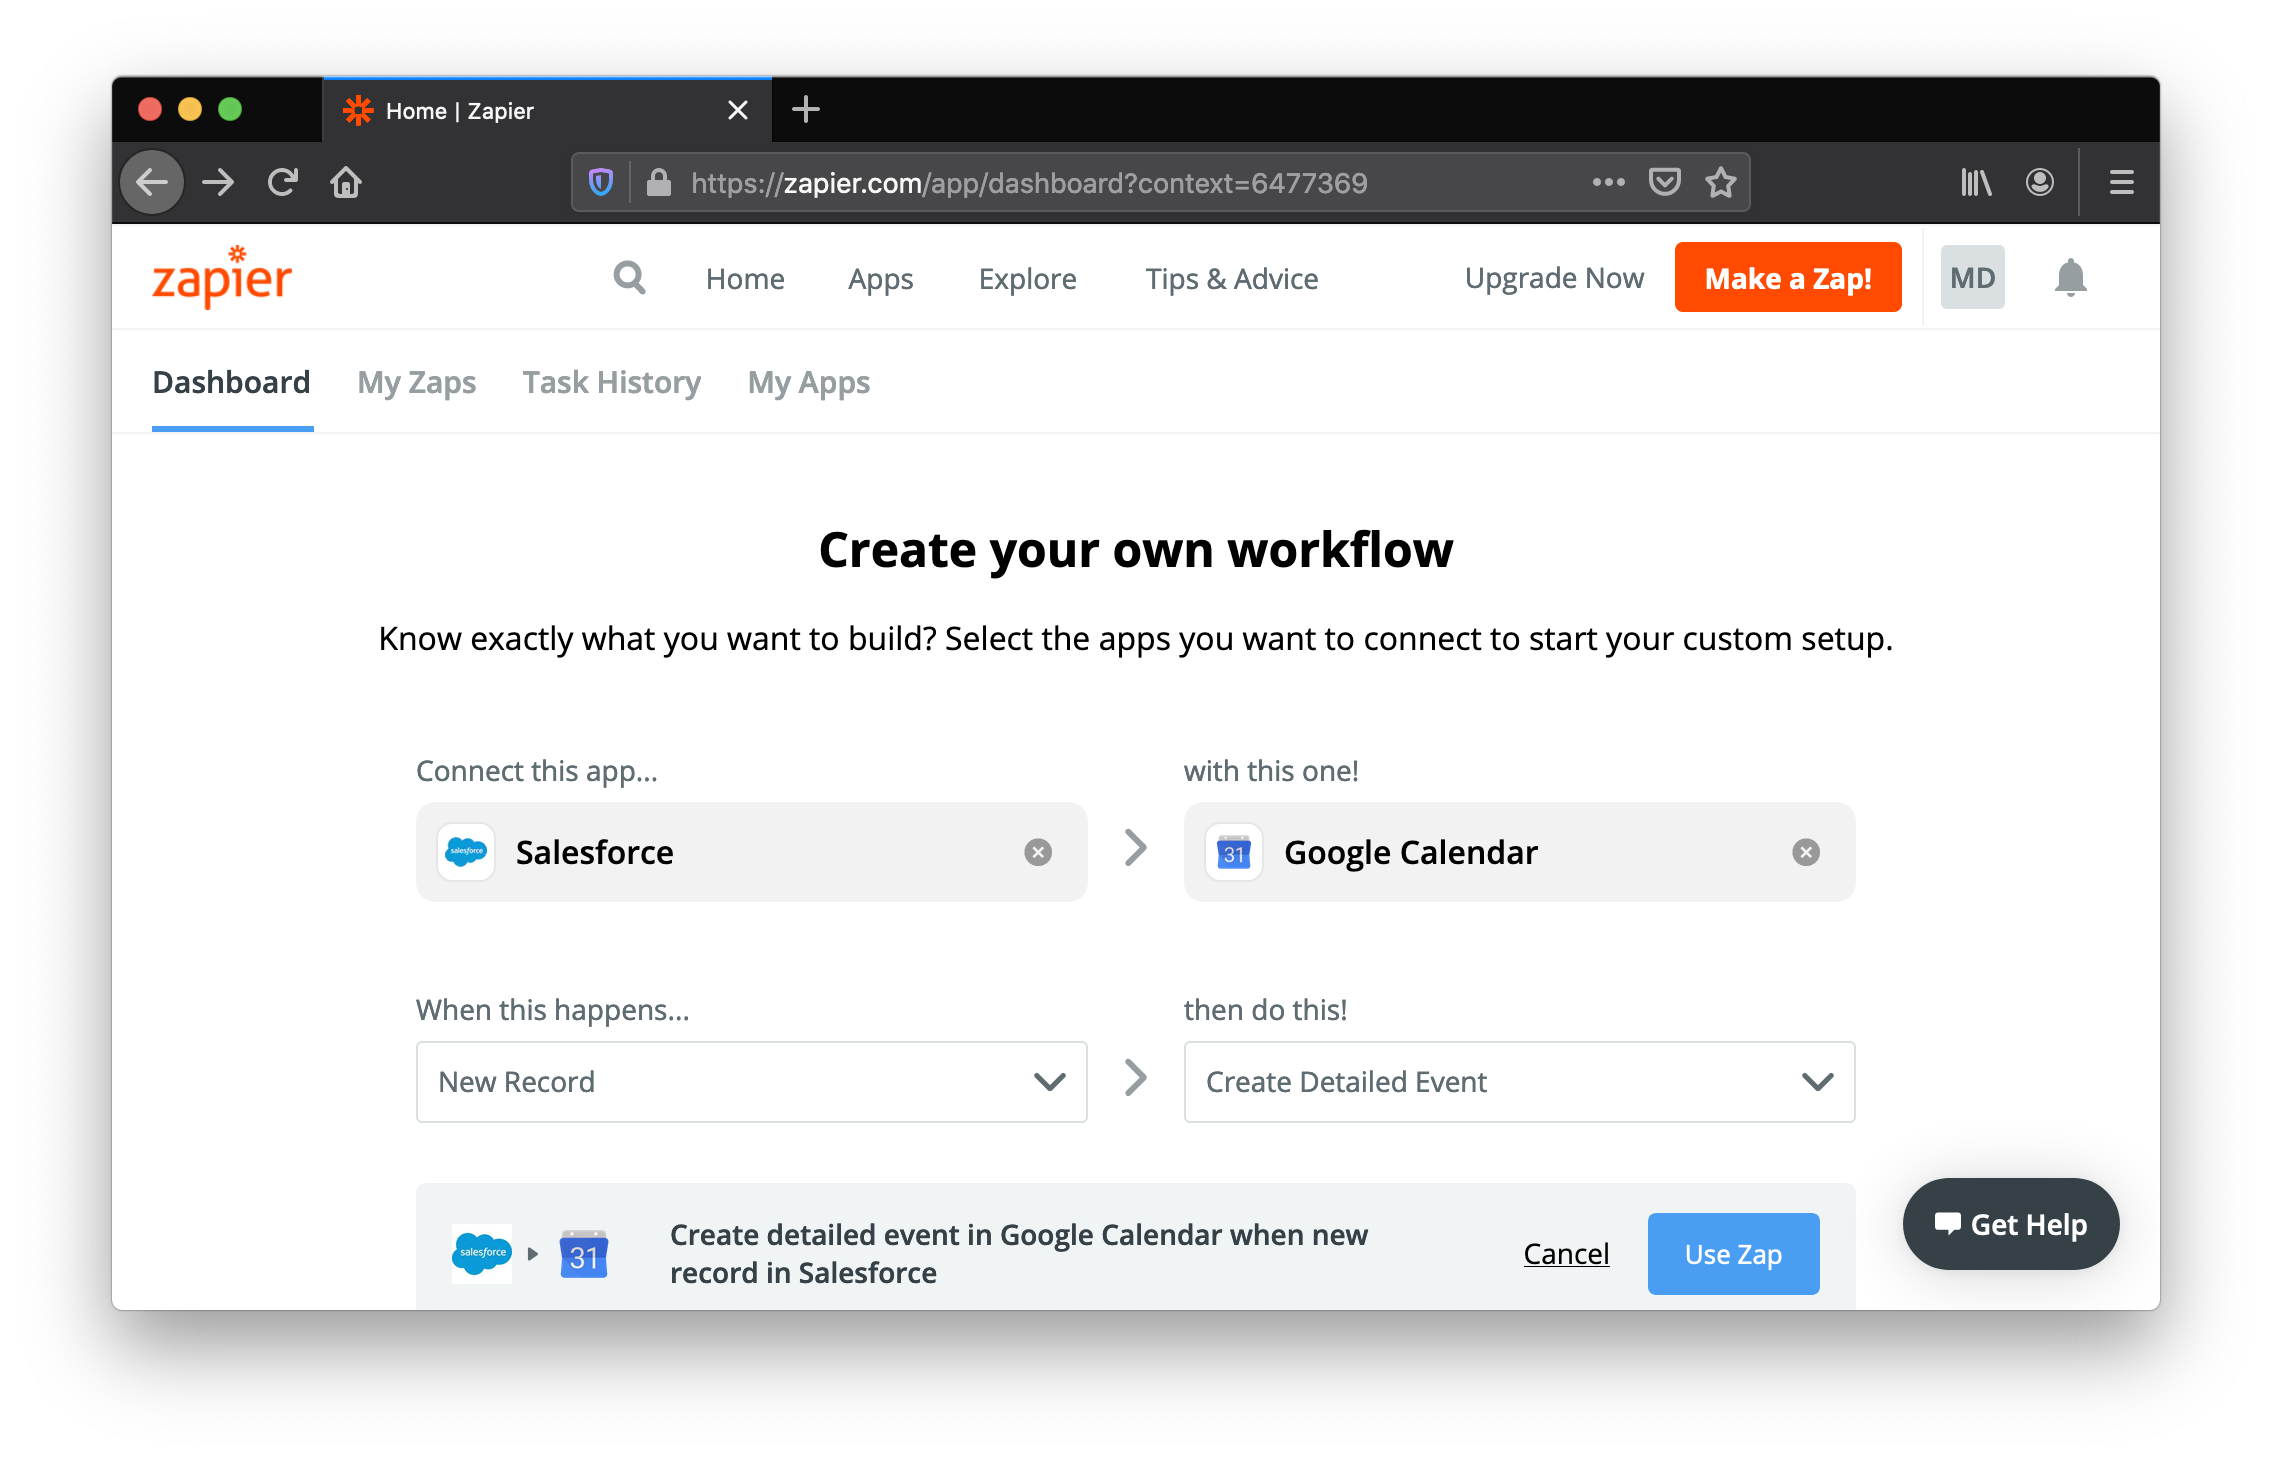 Home | Zapier
https://zapier.com/app/dashboard?context=6477369
zapier
Home
Apps
Explore
Tips & Advice
Upgrade Now
Make a Zap!
MD
Dashboard
My Zaps
Task History
My Apps
Create your own workflow
Know exactly what you want to build? Select the apps you want to connect to start your custom setup.
Connect this app...
with this one!
salesforce
Salesforce
31
Google Calendar
When this happens...
then do this!
New Record
Create Detailed Event
salesforce
31
Create detailed event in Google Calendar when new
record in Salesforce
Cancel
Use Zap
Get Help